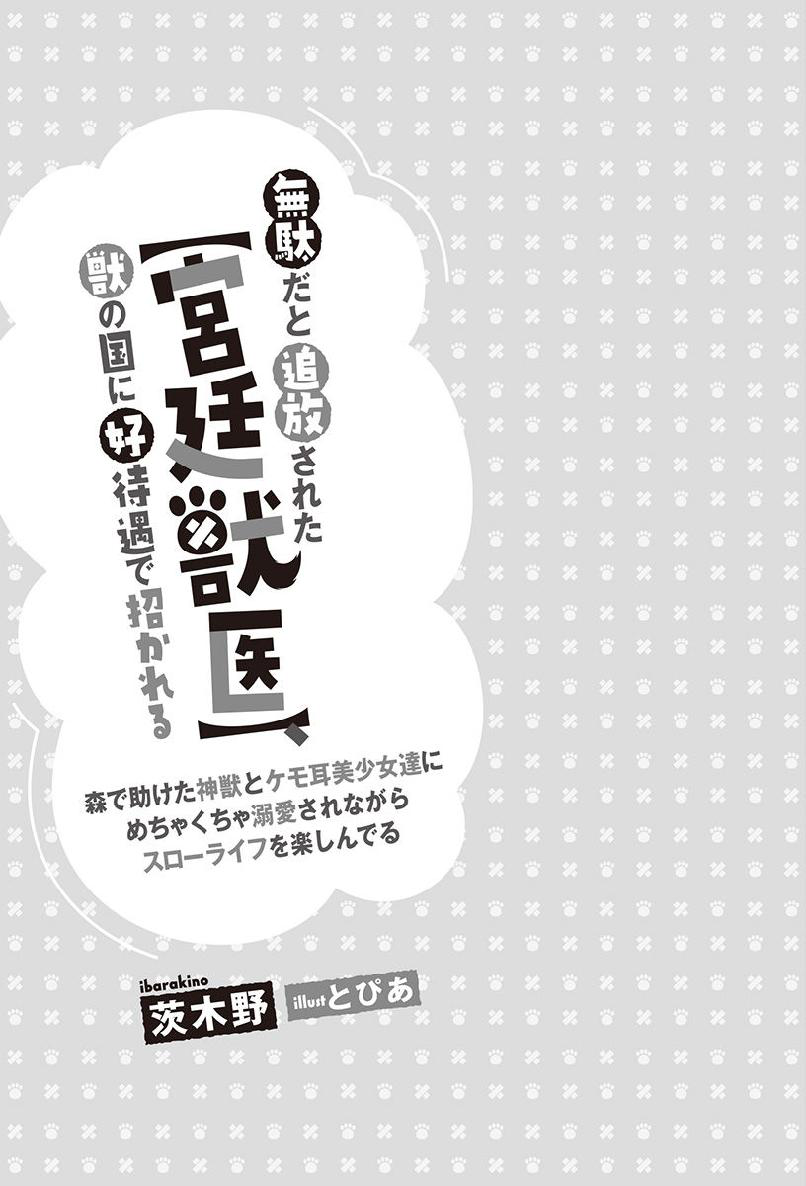 無駄だと追放された
【宮廷獣医】、
獣の国に好待遇で招かれる
森で助けた神獣とケモ耳美少女達に
めちゃくちゃ溺愛されながら
スローライフを楽しんでる
ibarakino
茨木野
illust とぴあ